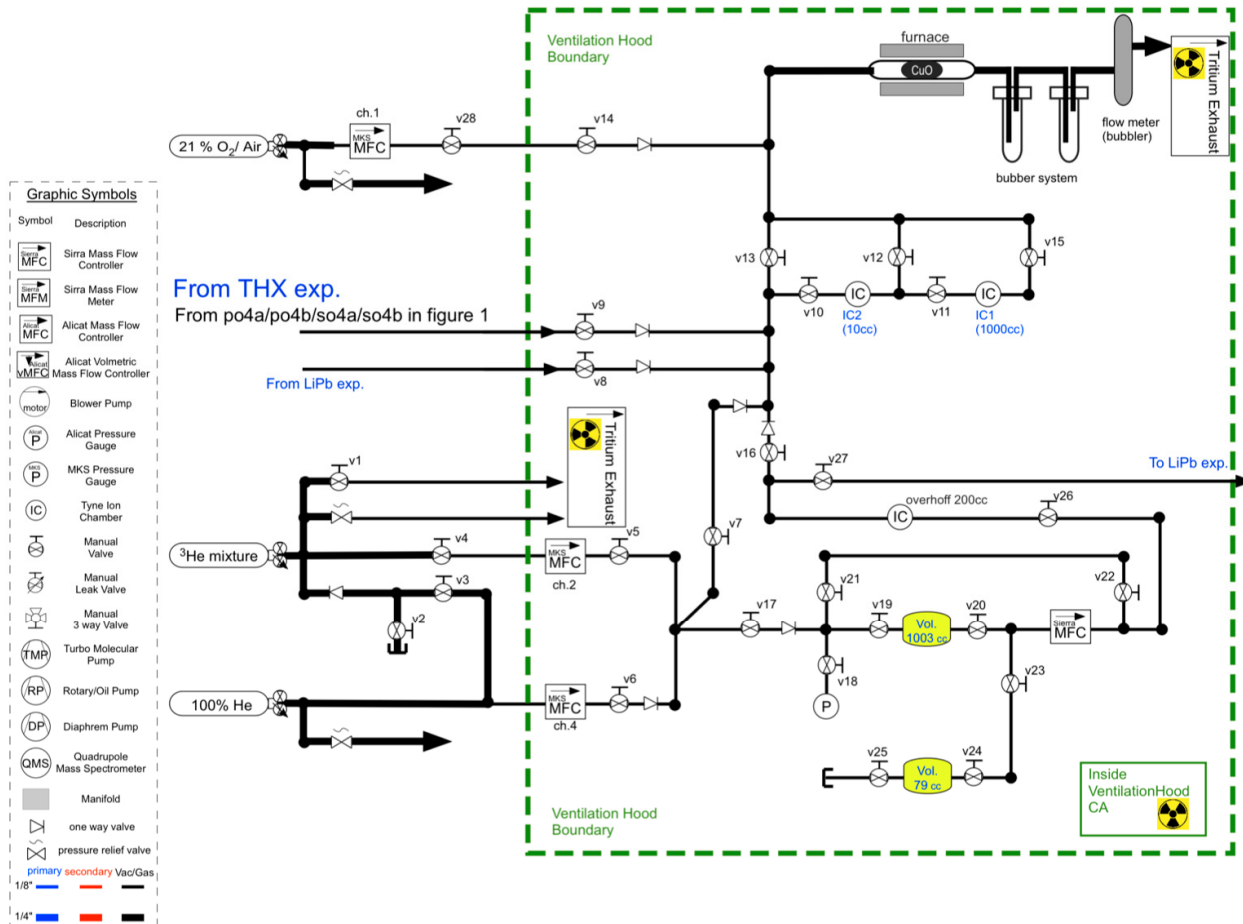 Ventilation Hood
Boundary
furnace
CuO
Tritium Exhaust
flow meter
(bubbler)
bubber system
ch.1
MKS
MFC
v28
v14
21 % O₂/ Air
v13
v12
v15
v10
IC
IC2
(10cc)
v11
IC
IC1
(1000cc)
From THX exp.
From po4a/po4b/so4a/so4b in figure 1
v9
v8
From LiPb exp.
Tritium Exhaust
v16
v27
To LiPb exp.
overhoff 200cc
IC
v26
v1
v7
³He mixture
v4
MKS
MFC
ch.2
v5
v3
v2
v21
v22
v17
v19
Vol.
1003 cc
v20
Sierra
MFC
v18
P
v23
100% He
MKS
MFC
ch.4
v6
v25
Vol.
79 cc
v24
Ventilation Hood
Boundary
Inside
VentilationHood
CA
Graphic Symbols
Symbol Description
Sierra
MFC
Sirra Mass Flow
Controller
Sierra
MFM
Sirra Mass Flow
Meter
Alicat
MFC
Alicat Mass Flow
Controller
Alicat
vMFC
Alicat Volmetric
Mass Flow Controller
motor
Blower Pump
Alicat
P
Alicat Pressure
Gauge
MKS
P
MKS Pressure
Gauge
IC
Tyne Ion
Chamber
Manual
Valve
Manual
Leak Valve
Manual
3 way Valve
TMP
Turbo Molecular
Pump
RP
Rotary/Oil Pump
DP
Diaphrem Pump
QMS
Quadrupole
Mass Spectrometer
Manifold
one way valve
pressure relief valve
primary secondary Vac/Gas
1/8"
1/4"